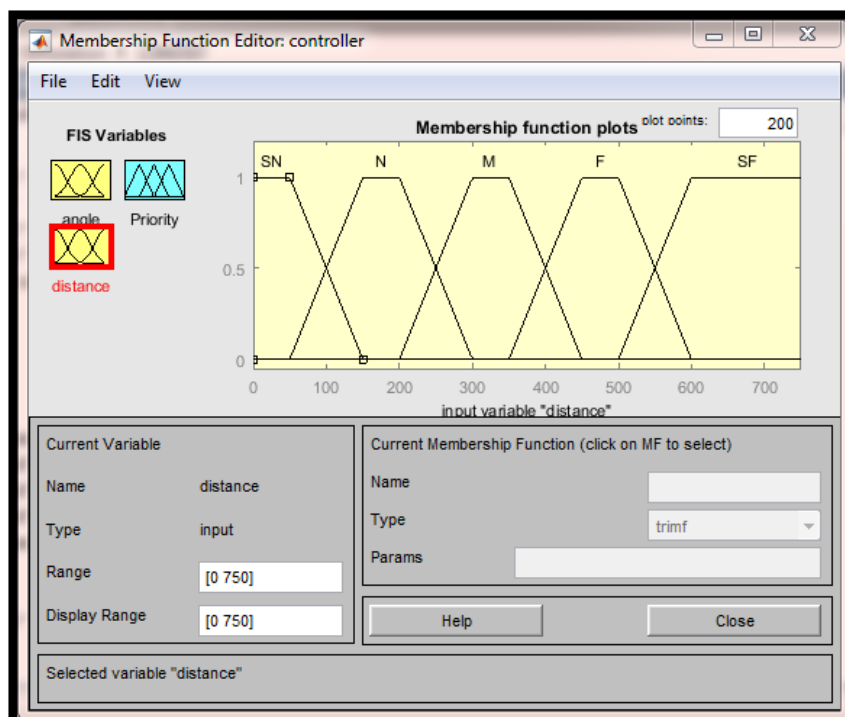 Membership Function Editor: controller
File Edit View
FIS Variables
Membership function plots plot points: 200
angle Priority
distance
SN N M F SF
1
0.5
0
0 100 200 300 400 500 600 700
input variable "distance"
Current Variable
Name distance
Type input
Range [0 750]
Display Range [0 750]
Current Membership Function (click on MF to select)
Name
Type trimf
Params
Help Close
Selected variable "distance"